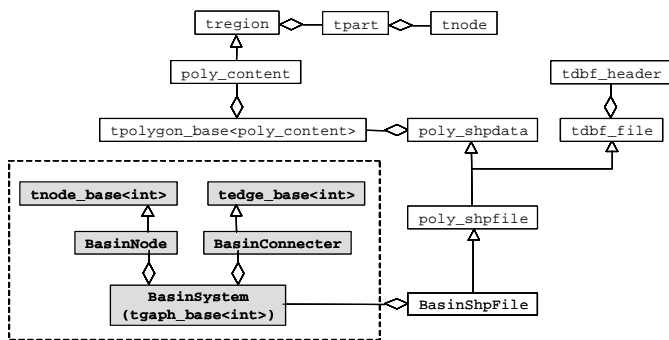 tregion tpart tnode
poly_content tdbf_header
tpolygon_base<poly_content> poly_shpdata tdbf_file
tnode_base<int> tedge_base<int>
poly_shpfile
BasinNode BasinConnecter
BasinSystem
(tgaph_base<int>)
BasinShpFile